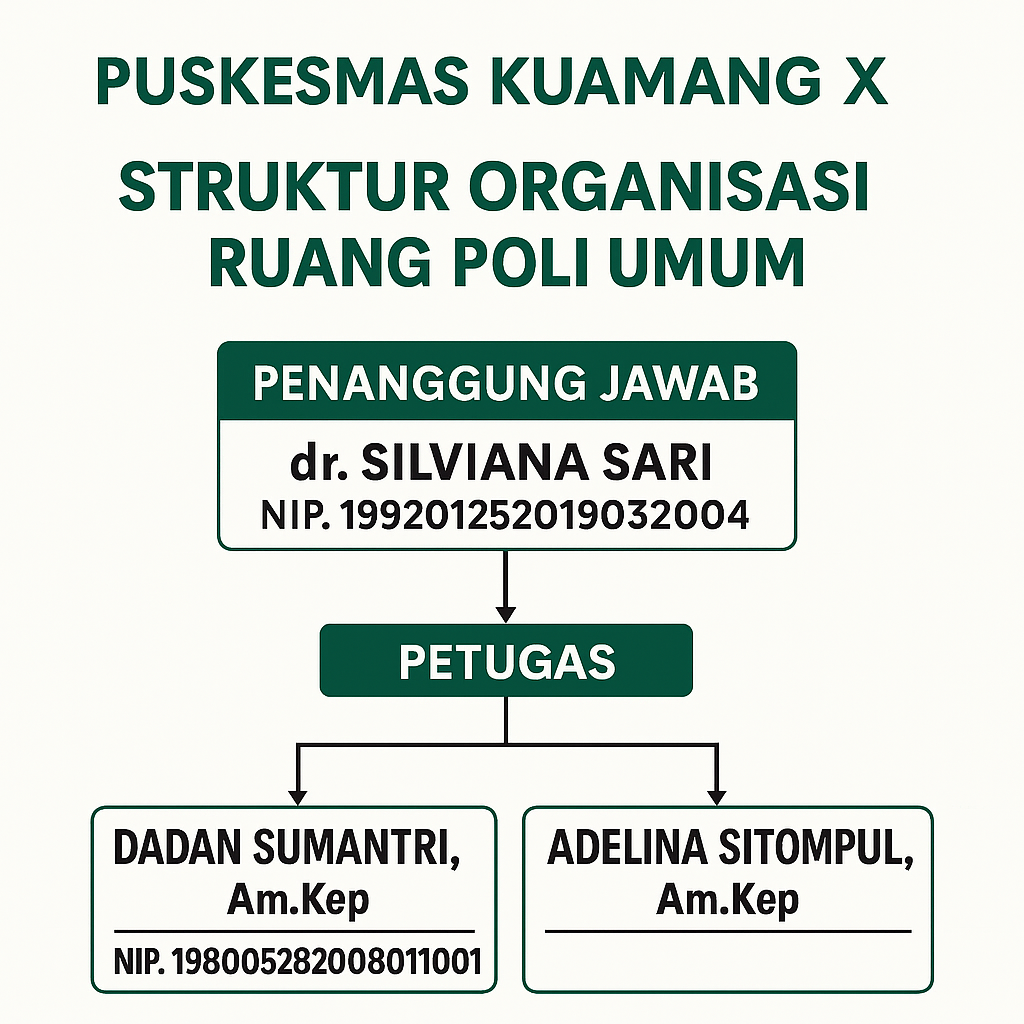 PUSKESMAS KUAMANG X
STRUKTUR ORGANISASI
RUANG POLI UMUM
PENANGGUNG JAWAB
dr. SILVIANA SARI
NIP. 199201252019032004
PETUGAS
DADAN SUMANTRI,
Am.Kep
NIP. 198005282008011001
ADELINA SITOMPUL,
Am.Kep